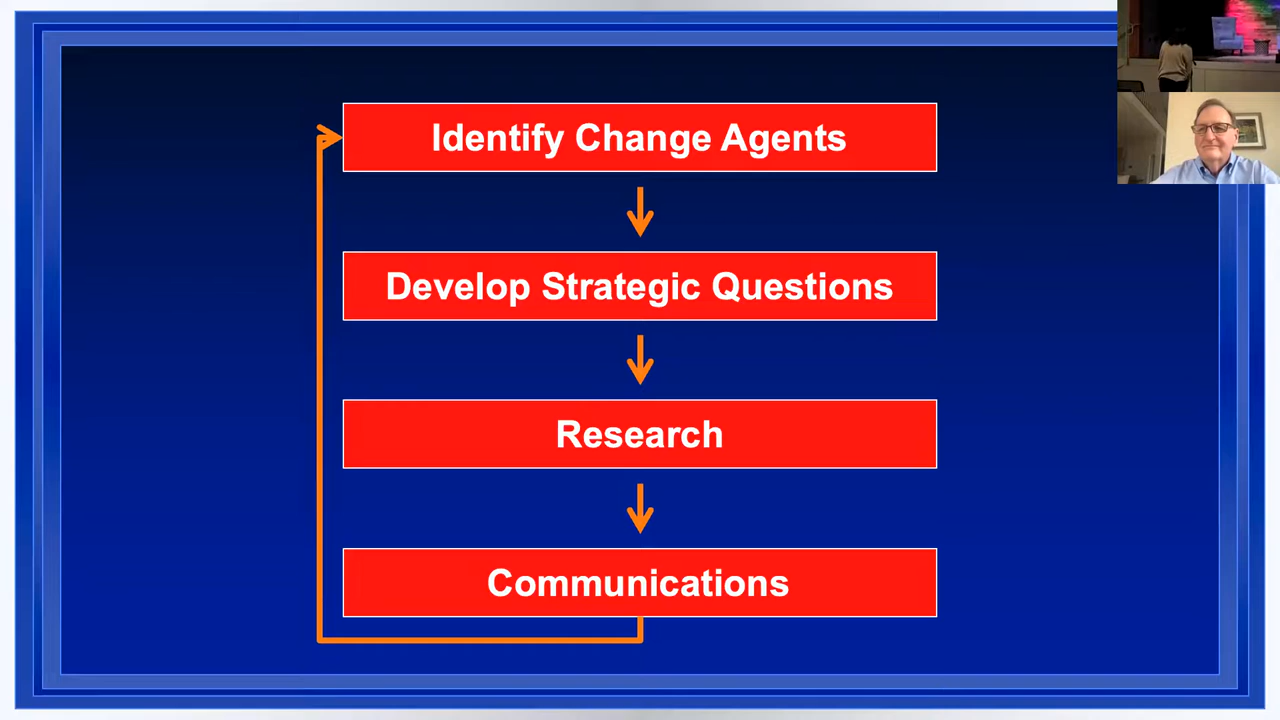 Identify Change Agents
Develop Strategic Questions
Research
Communications